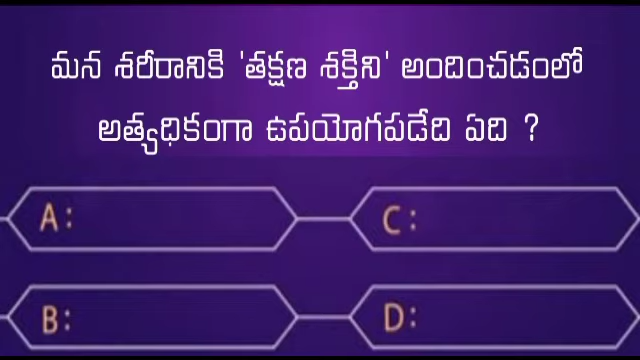 మన శరీరానికి 'తక్షణ శక్తిని' అందించడంలో
అత్యధికంగా ఉపయోగపడేది ఏది ?
A :
C :
B :
D :